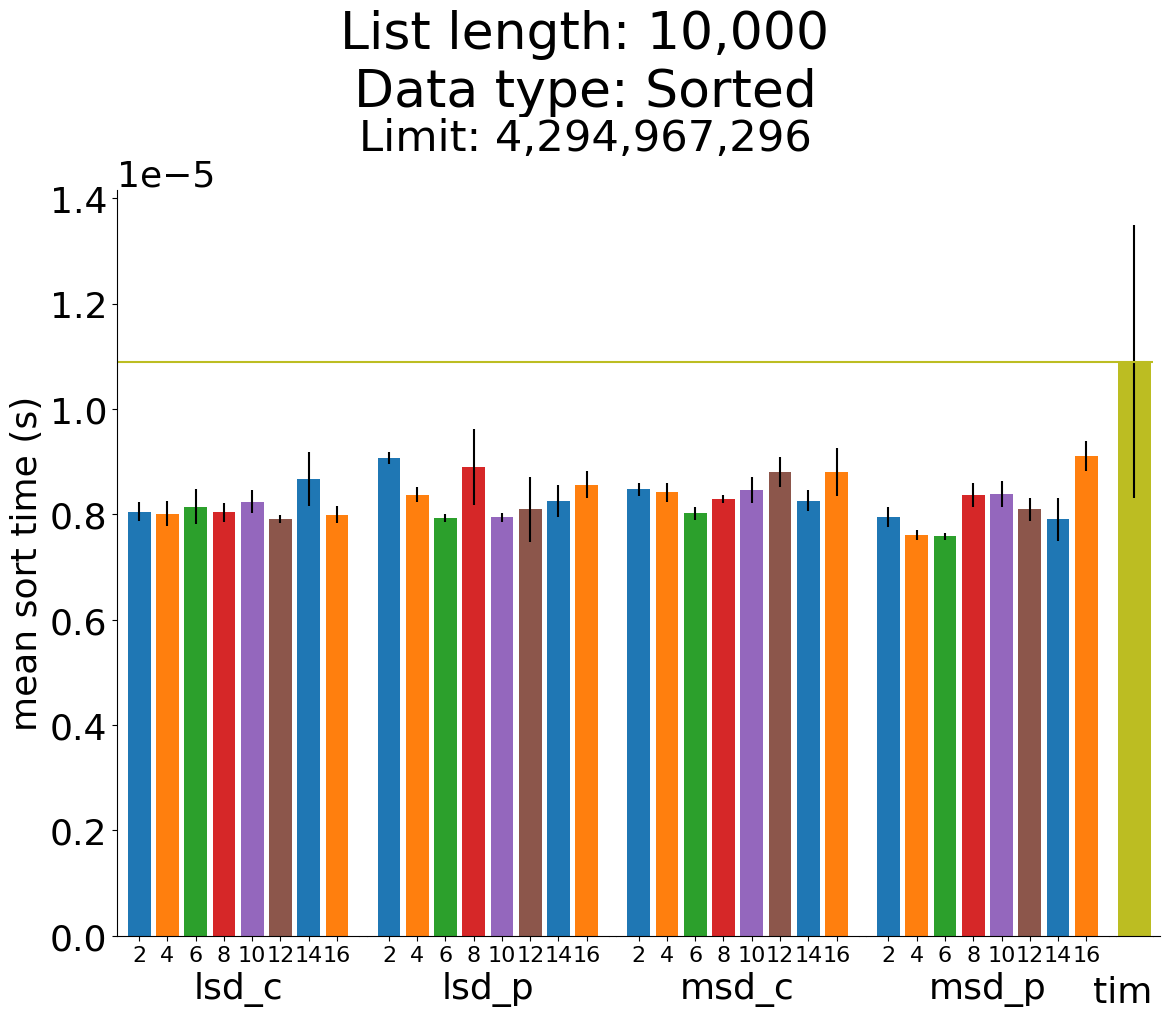 List length: 10,000
Data type: Sorted
Limit: 4,294,967,296
1e−5
1.4
1.2
1.0
0.8
0.6
0.4
0.2
0.0
mean sort time (s)
2 4 6 8 10 12 14 16 2 4 6 8 10 12 14 16 2 4 6 8 10 12 14 16 2 4 6 8 10 12 14 16
lsd_c lsd_p msd_c msd_p tim